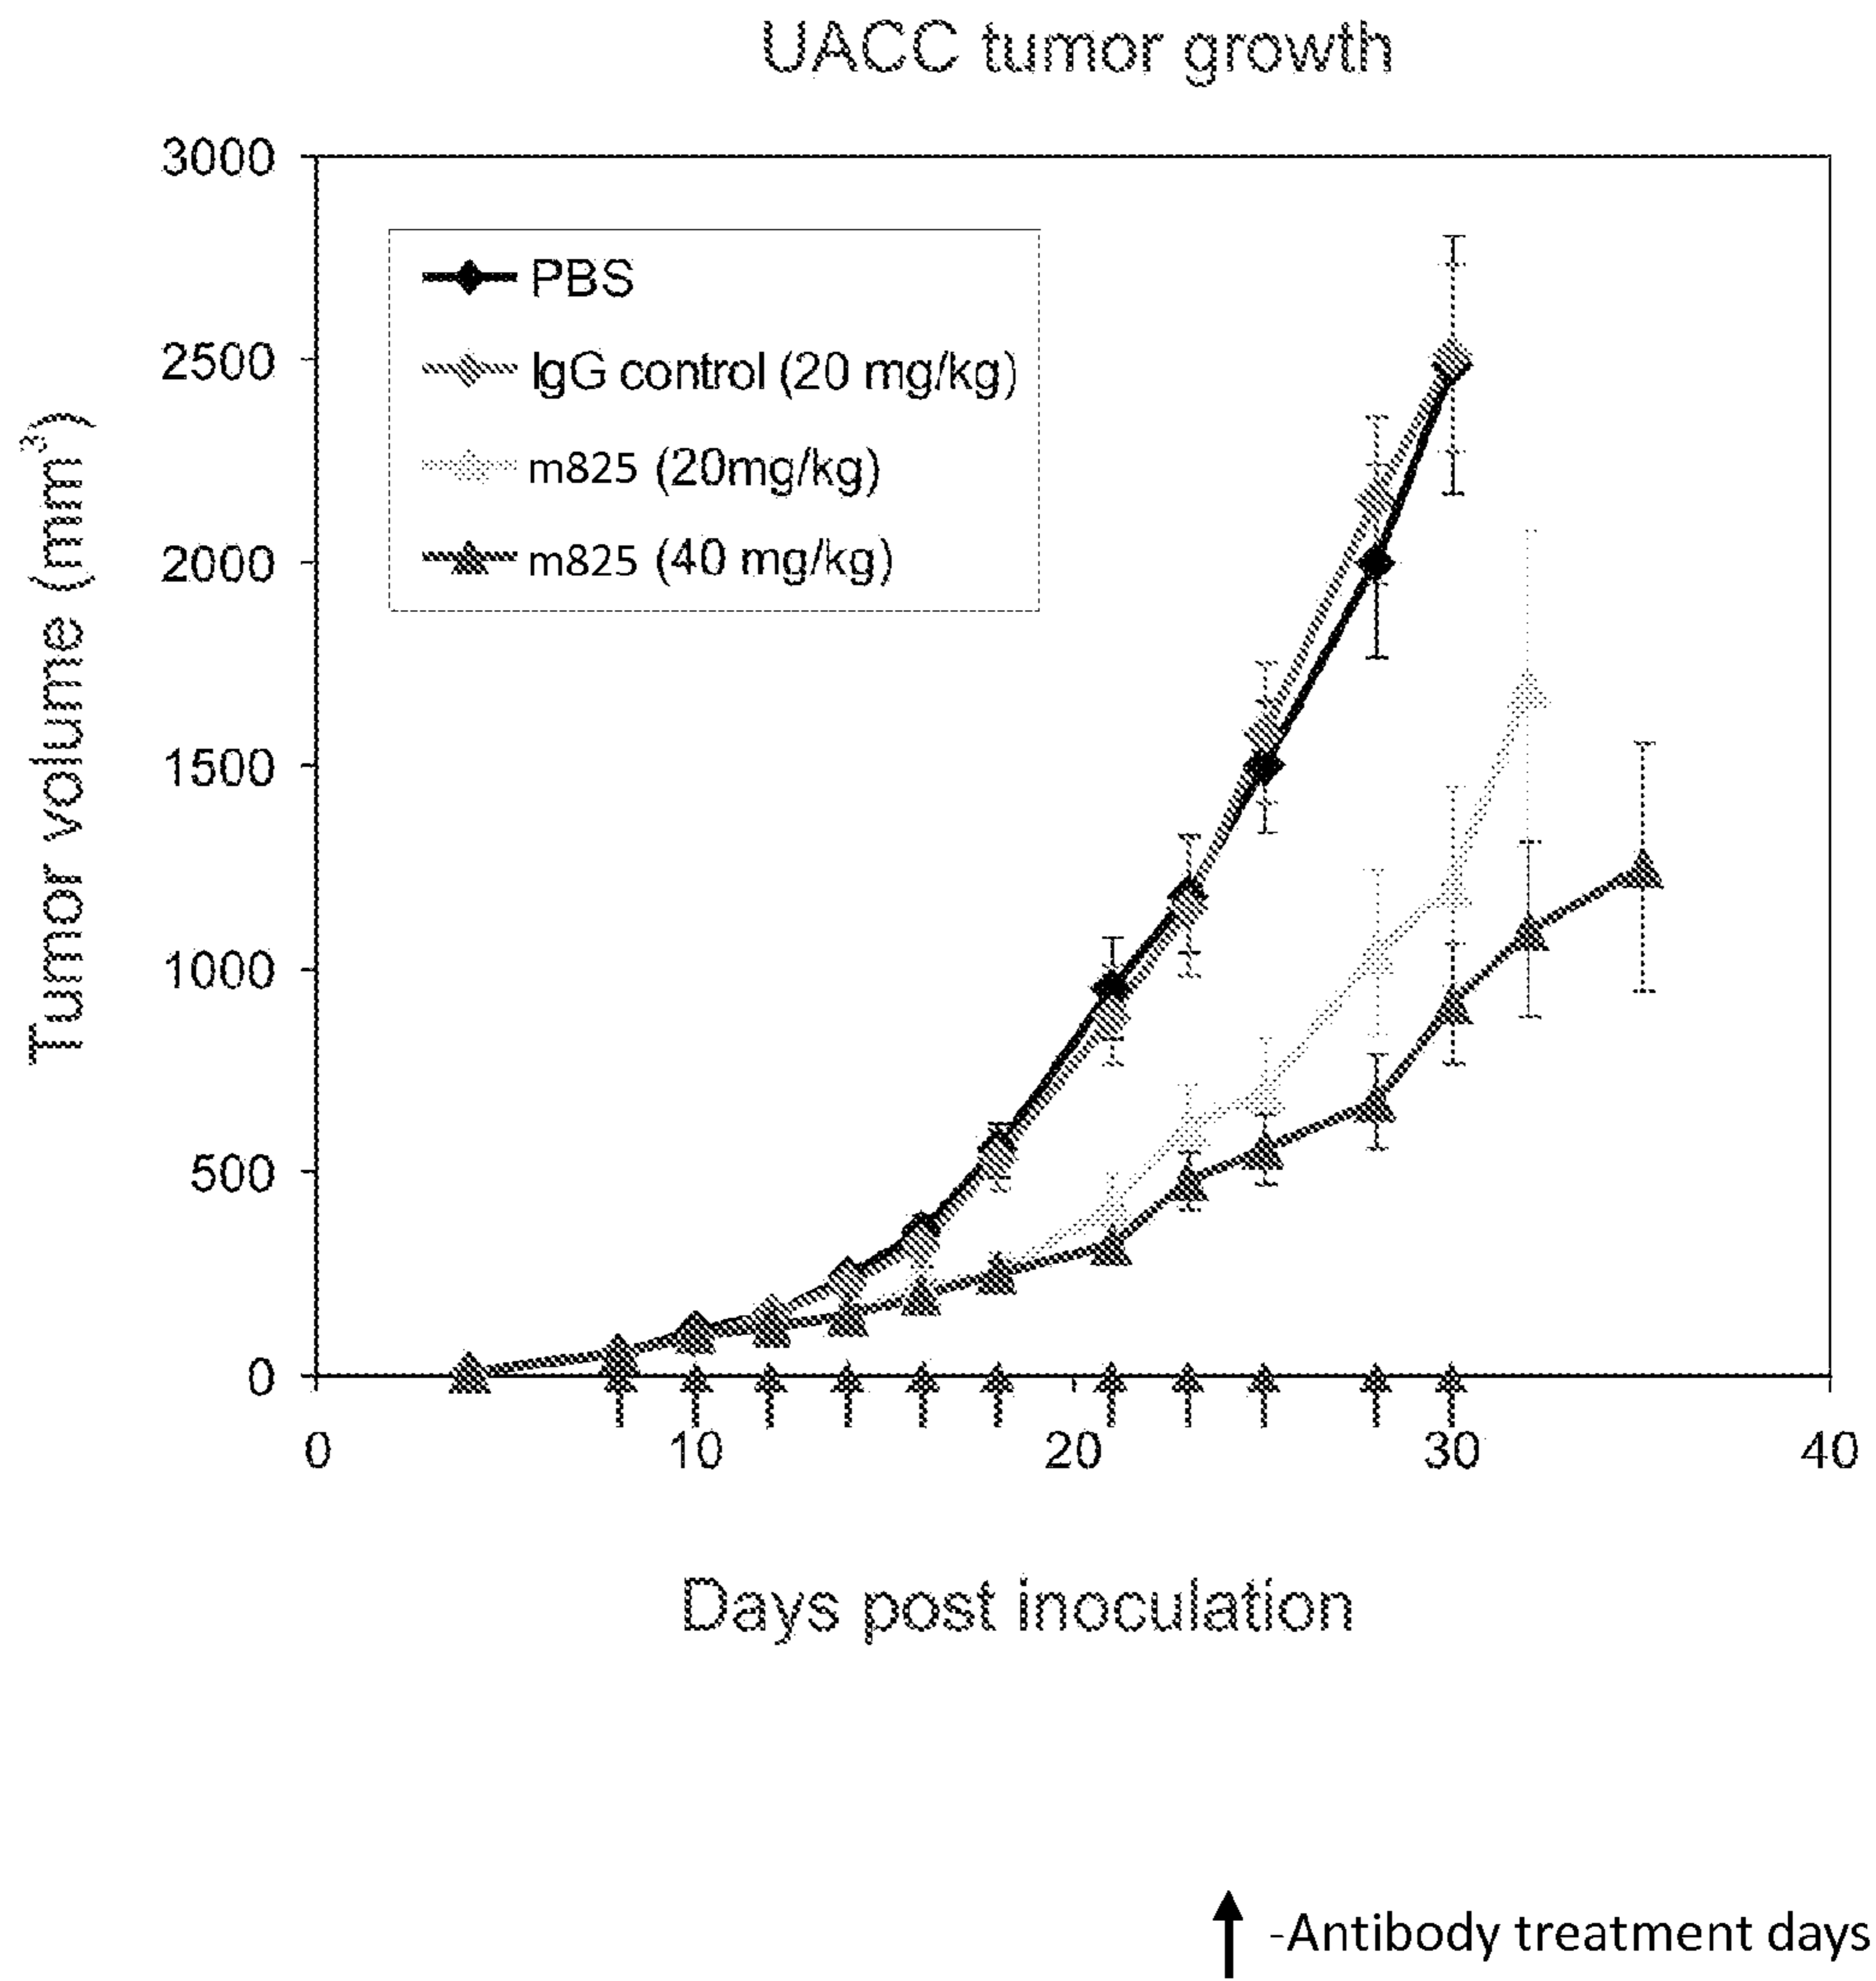 UACC tumor growth
3000
2500
2000
1500
1000
500
0
Tumor volume (mm³)
PBS
IgG control (20 mg/kg)
m825 (20mg/kg)
m825 (40 mg/kg)
0 10 20 30 40
Days post inoculation
-Antibody treatment days